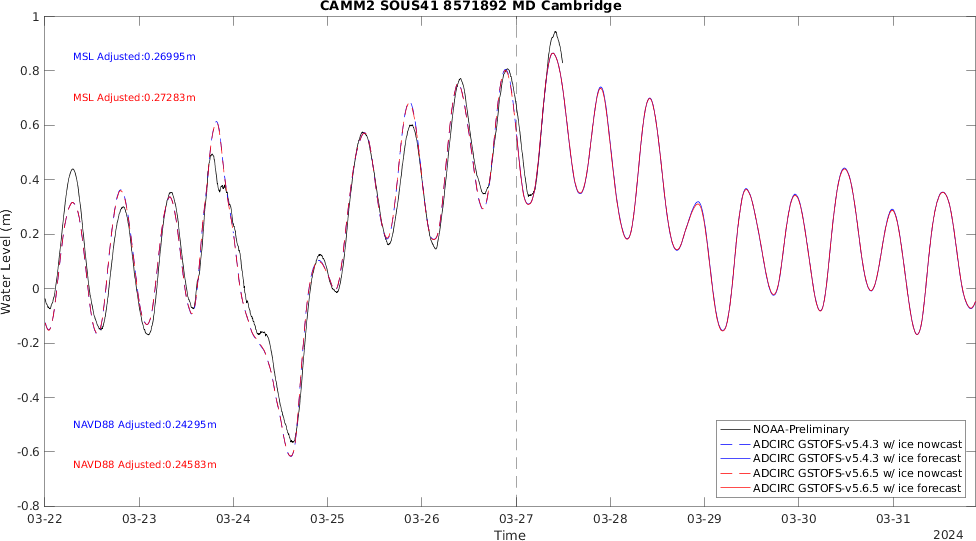 CAMM2 SOUS41 8571892 MD Cambridge
1
0.8
0.6
0.4
0.2
0
-0.2
-0.4
-0.6
-0.8
Water Level (m)
MSL Adjusted:0.26995m
MSL Adjusted:0.27283m
NAVD88 Adjusted:0.24295m
NAVD88 Adjusted:0.24583m
NOAA-Preliminary
ADCIRC GSTOFS-v5.4.3 w/ ice nowcast
ADCIRC GSTOFS-v5.4.3 w/ ice forecast
ADCIRC GSTOFS-v5.6.5 w/ ice nowcast
ADCIRC GSTOFS-v5.6.5 w/ ice forecast
03-22 03-23 03-24 03-25 03-26 03-27 03-28 03-29 03-30 03-31
Time
2024